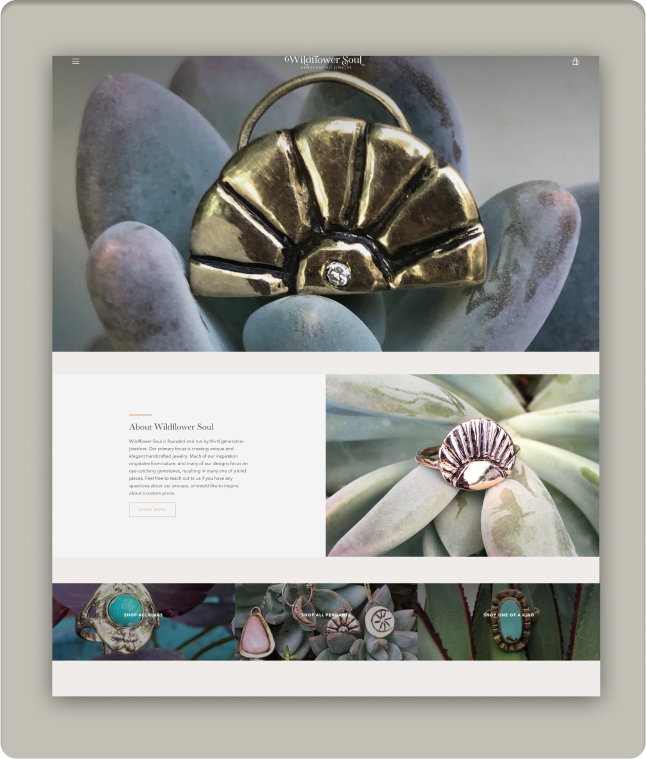 Wildflower Soul
HANDCRAFTED JEWELRY
About Wildflower Soul
Wildflower Soul is founded and run by third generation
jewelers. Our primary focus is creating unique and
elegant handcrafted jewelry. Much of our inspiration
originates from nature, and many of our designs focus on
eye-catching gemstones, resulting in many one of a kind
pieces. Feel free to reach out to us if you have any
questions about our process, or would like to inquire
about a custom piece.
LEARN MORE
SHOP ALL RINGS
SHOP ALL PENDANTS
SHOP ONE OF A KIND